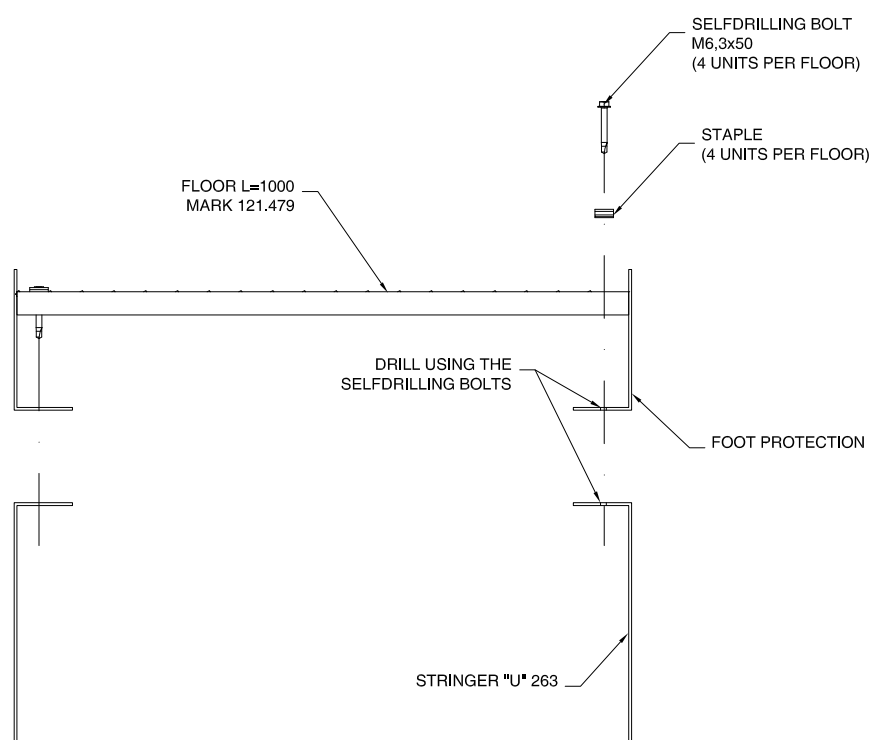 SELFDRILLING BOLT
M6,3x50
(4 UNITS PER FLOOR)
STAPLE
(4 UNITS PER FLOOR)
FLOOR L=1000
MARK 121.479
DRILL USING THE
SELFDRILLING BOLTS
FOOT PROTECTION
STRINGER "U" 263